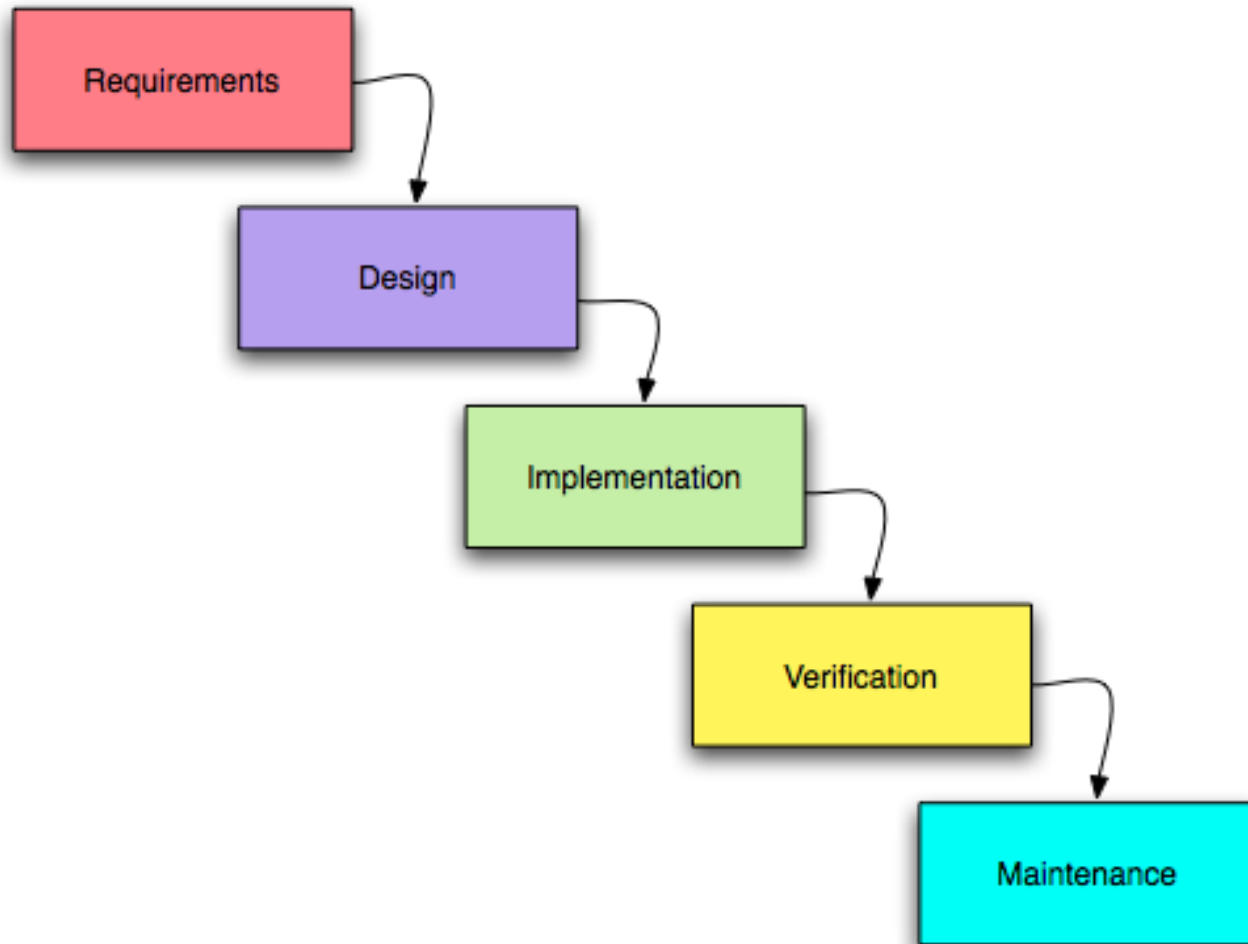 Requirements
Design
Implementation
Verification
Maintenance